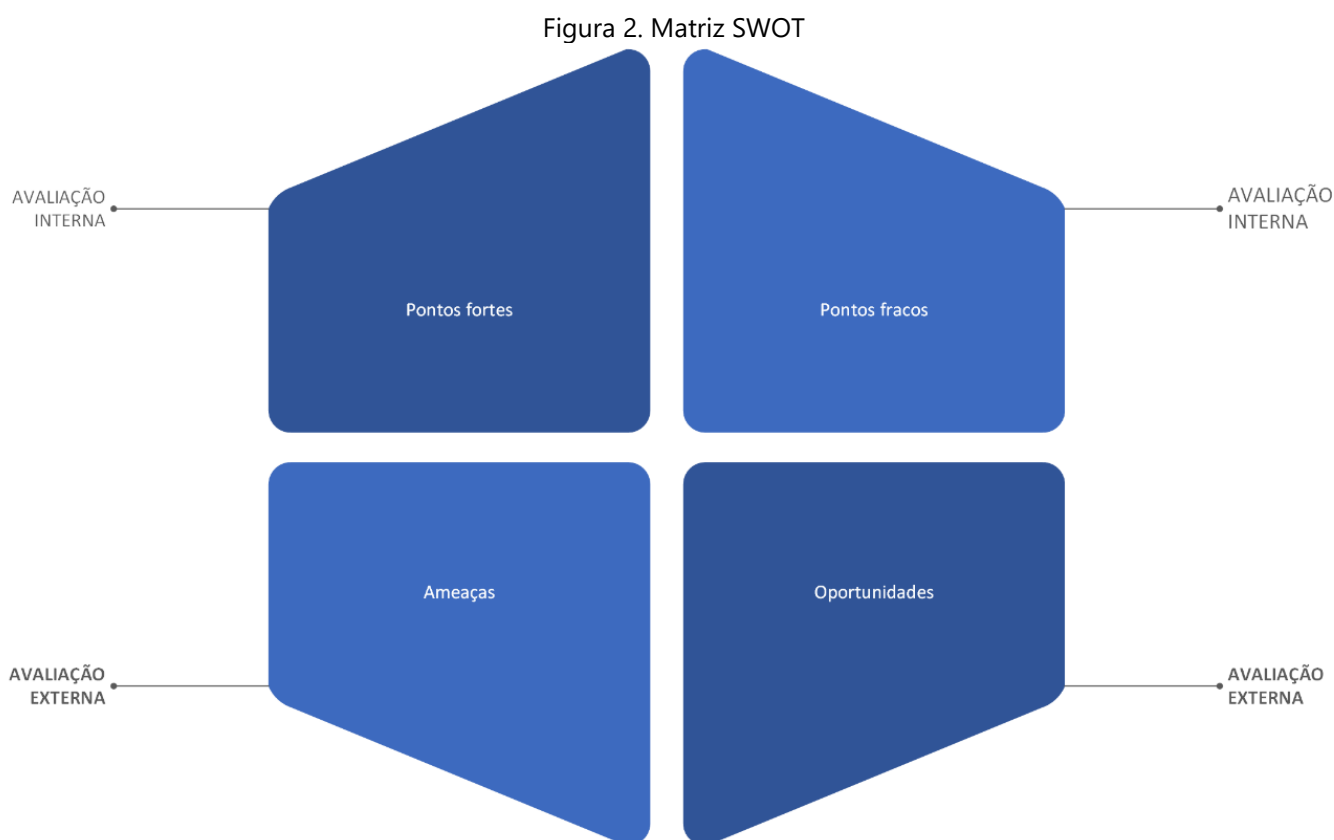 Figura 2. Matriz SWOT
AVALIAÇÃO
INTERNA
Pontos fortes
Pontos fracos
AVALIAÇÃO
INTERNA
Ameaças
Oportunidades
AVALIAÇÃO
EXTERNA
AVALIAÇÃO
EXTERNA